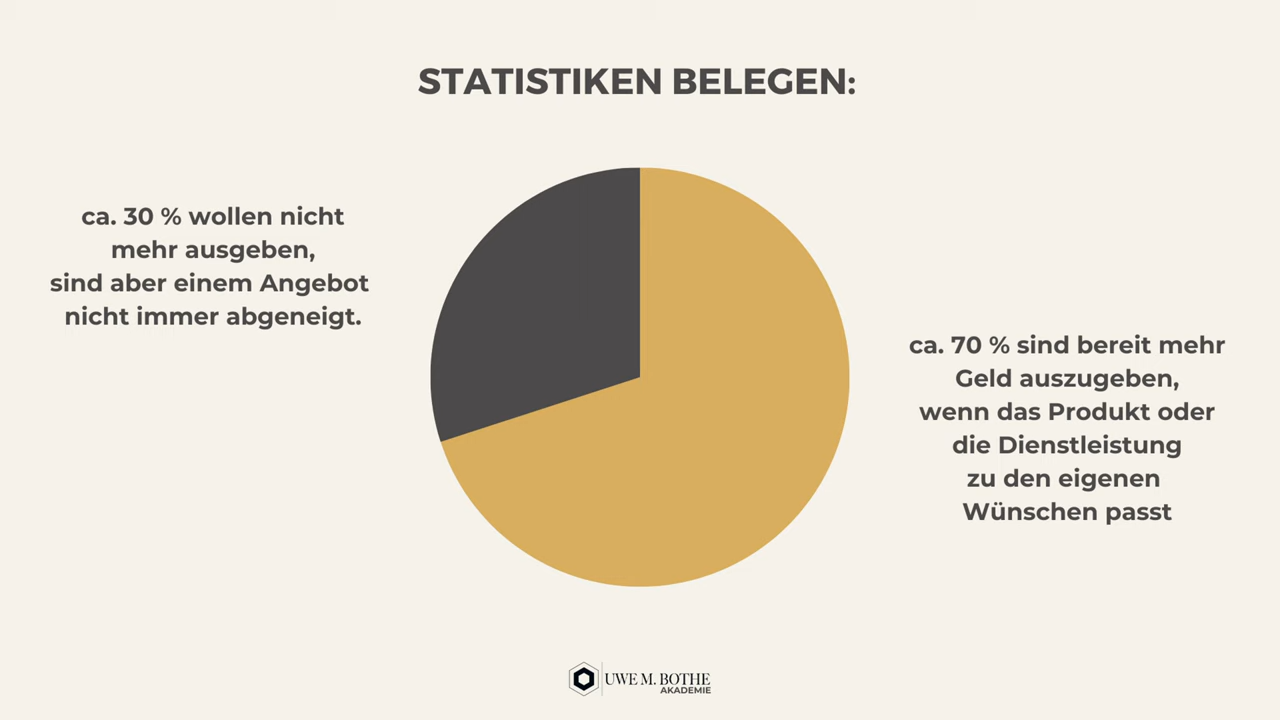 STATISTIKEN BELEGEN:
ca. 30 % wollen nicht
mehr ausgeben,
sind aber einem Angebot
nicht immer abgeneigt.
ca. 70 % sind bereit mehr
Geld auszugeben,
wenn das Produkt oder
die Dienstleistung
zu den eigenen
Wünschen passt
UWE M. BOTHE
AKADEMIE